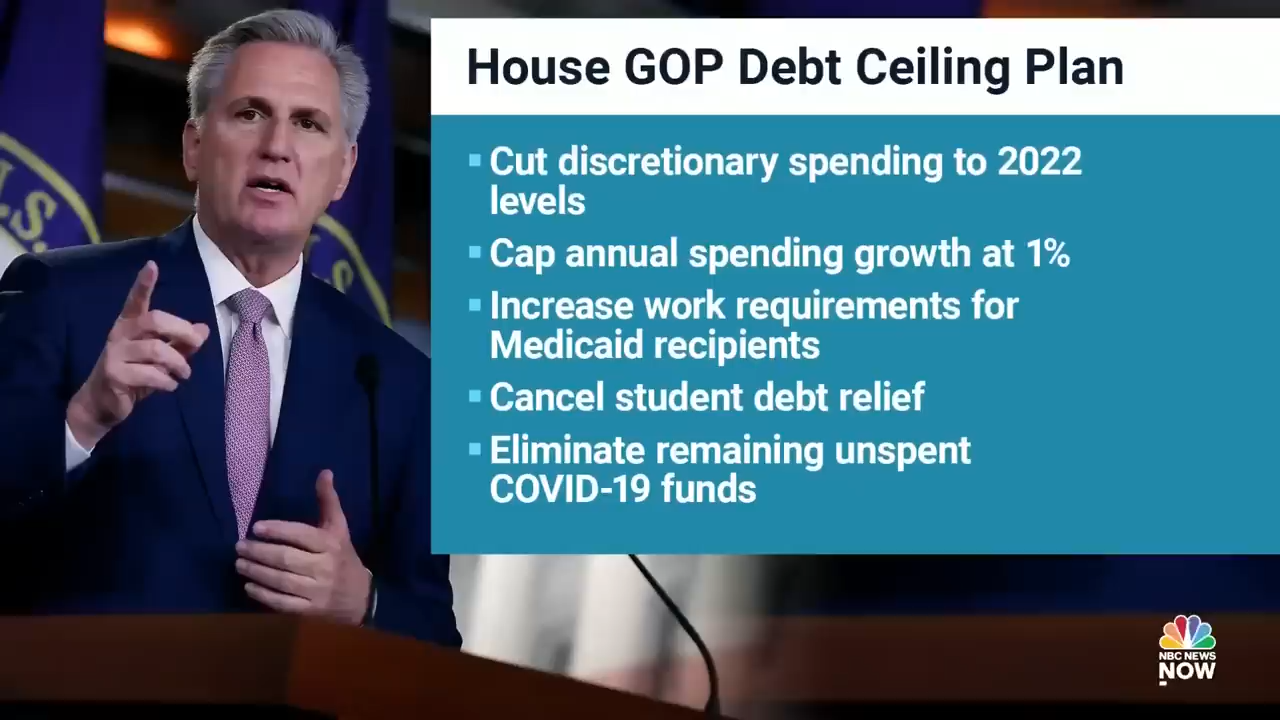 House GOP Debt Ceiling Plan
▪Cut discretionary spending to 2022
levels
▪Cap annual spending growth at 1%
▪Increase work requirements for
Medicaid recipients
▪Cancel student debt relief
▪Eliminate remaining unspent
COVID-19 funds
.S.
S
NBC NEWS
NOW